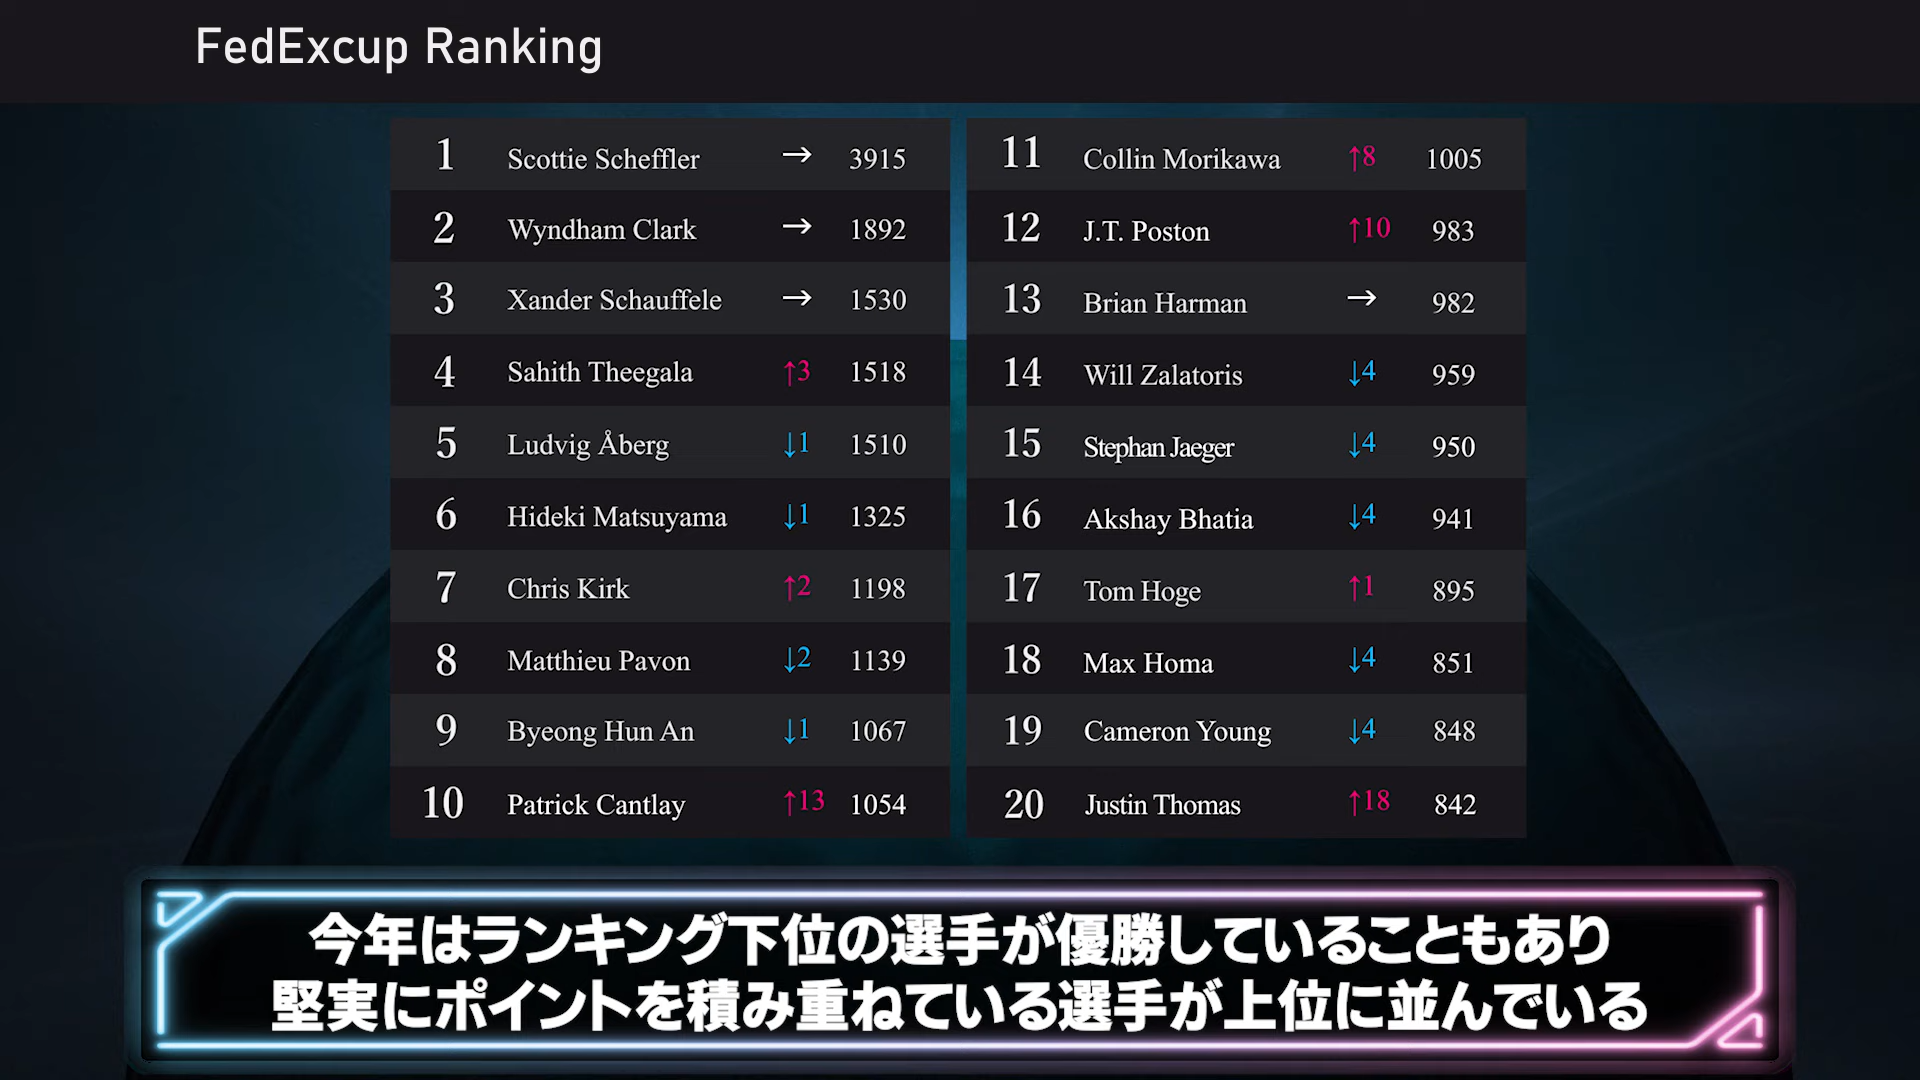 FedExcup Ranking
1 Scottie Scheffler → 3915
2 Wyndham Clark → 1892
3 Xander Schauffele → 1530
4 Sahith Theegala ↑3 1518
5 Ludvig Åberg ↓1 1510
6 Hideki Matsuyama ↓1 1325
7 Chris Kirk ↑2 1198
8 Matthieu Pavon ↓2 1139
9 Byeong Hun An ↓1 1067
10 Patrick Cantlay ↑13 1054
11 Collin Morikawa ↑8 1005
12 J.T. Poston ↑10 983
13 Brian Harman → 982
14 Will Zalatoris ↓4 959
15 Stephan Jaeger ↓4 950
16 Akshay Bhatia ↓4 941
17 Tom Hoge ↑1 895
18 Max Homa ↓4 851
19 Cameron Young ↓4 848
20 Justin Thomas ↑18 842
今年はランキング下位の選手が優勝していることもあり
堅実にポイントを積み重ねている選手が上位に並んでいる